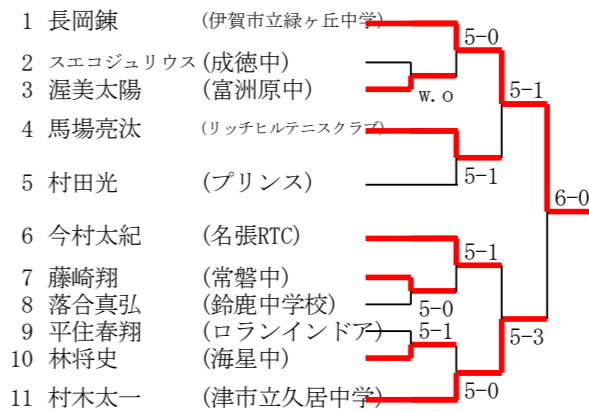 1 長岡錬 (伊賀市立緑ヶ丘中学)
5-0
2 スエコジュリウス (成徳中)
3 渥美太陽 (富洲原中)
w.o
5-1
4 馬場亮汰 (リッチヒルテニスクラブ)
5-1
5 村田光 (プリンス)
6-0
6 今村太紀 (名張RTC)
5-1
7 藤崎翔 (常磐中)
8 落合真弘 (鈴鹿中学校)
5-0
9 平住春翔 (ロランインドア)
5-1
5-3
10 林将史 (海星中)
5-0
11 村木太一 (津市立久居中学)